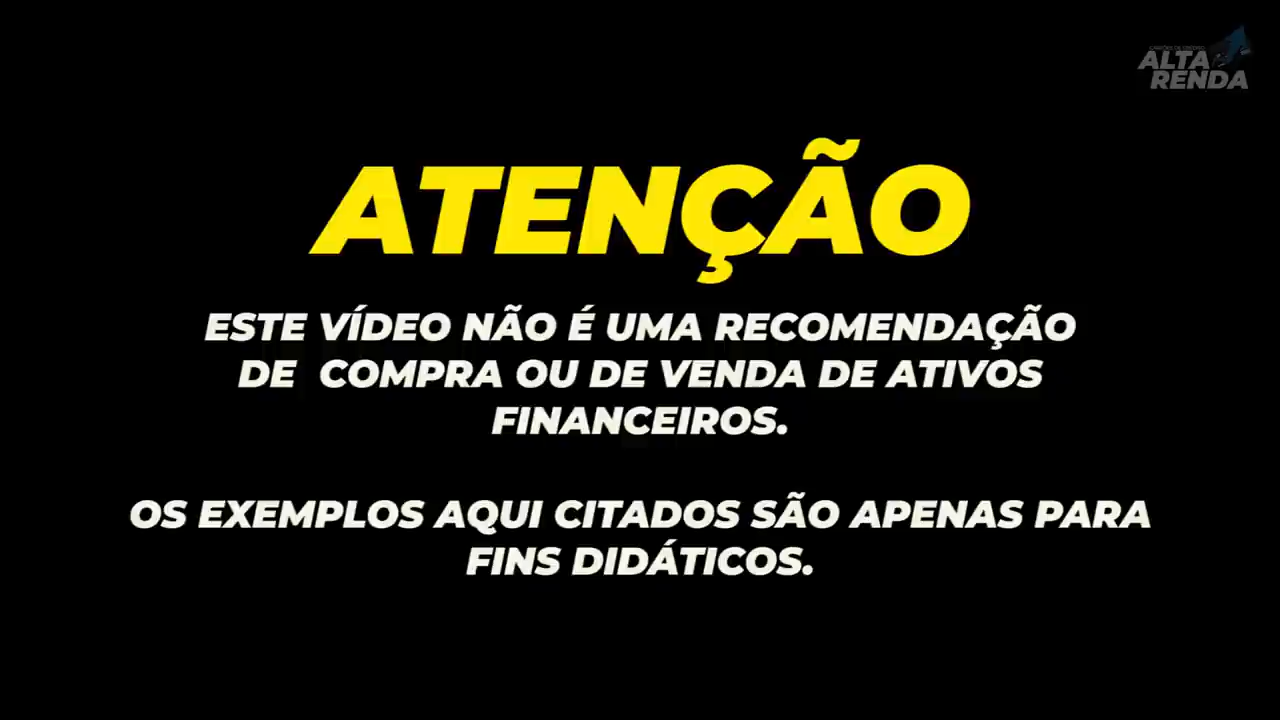 ALTA
RENDA
ATENÇÃO
ESTE VÍDEO NÃO É UMA RECOMENDAÇÃO
DE COMPRA OU DE VENDA DE ATIVOS
FINANCEIROS.
OS EXEMPLOS AQUI CITADOS SÃO APENAS PARA
FINS DIDÁTICOS.